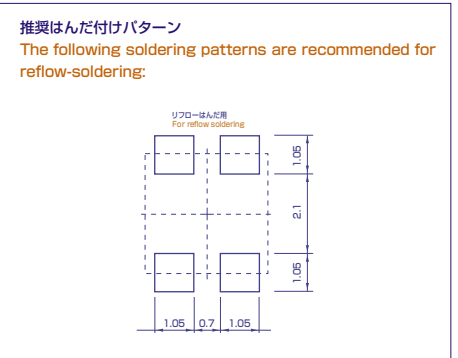 推奨はんだ付けパターン
The following soldering patterns are recommended for
reflow-soldering:
リフローはんだ用
For reflow soldering
1.05
2.1
1.05
1.05 0.7 1.05